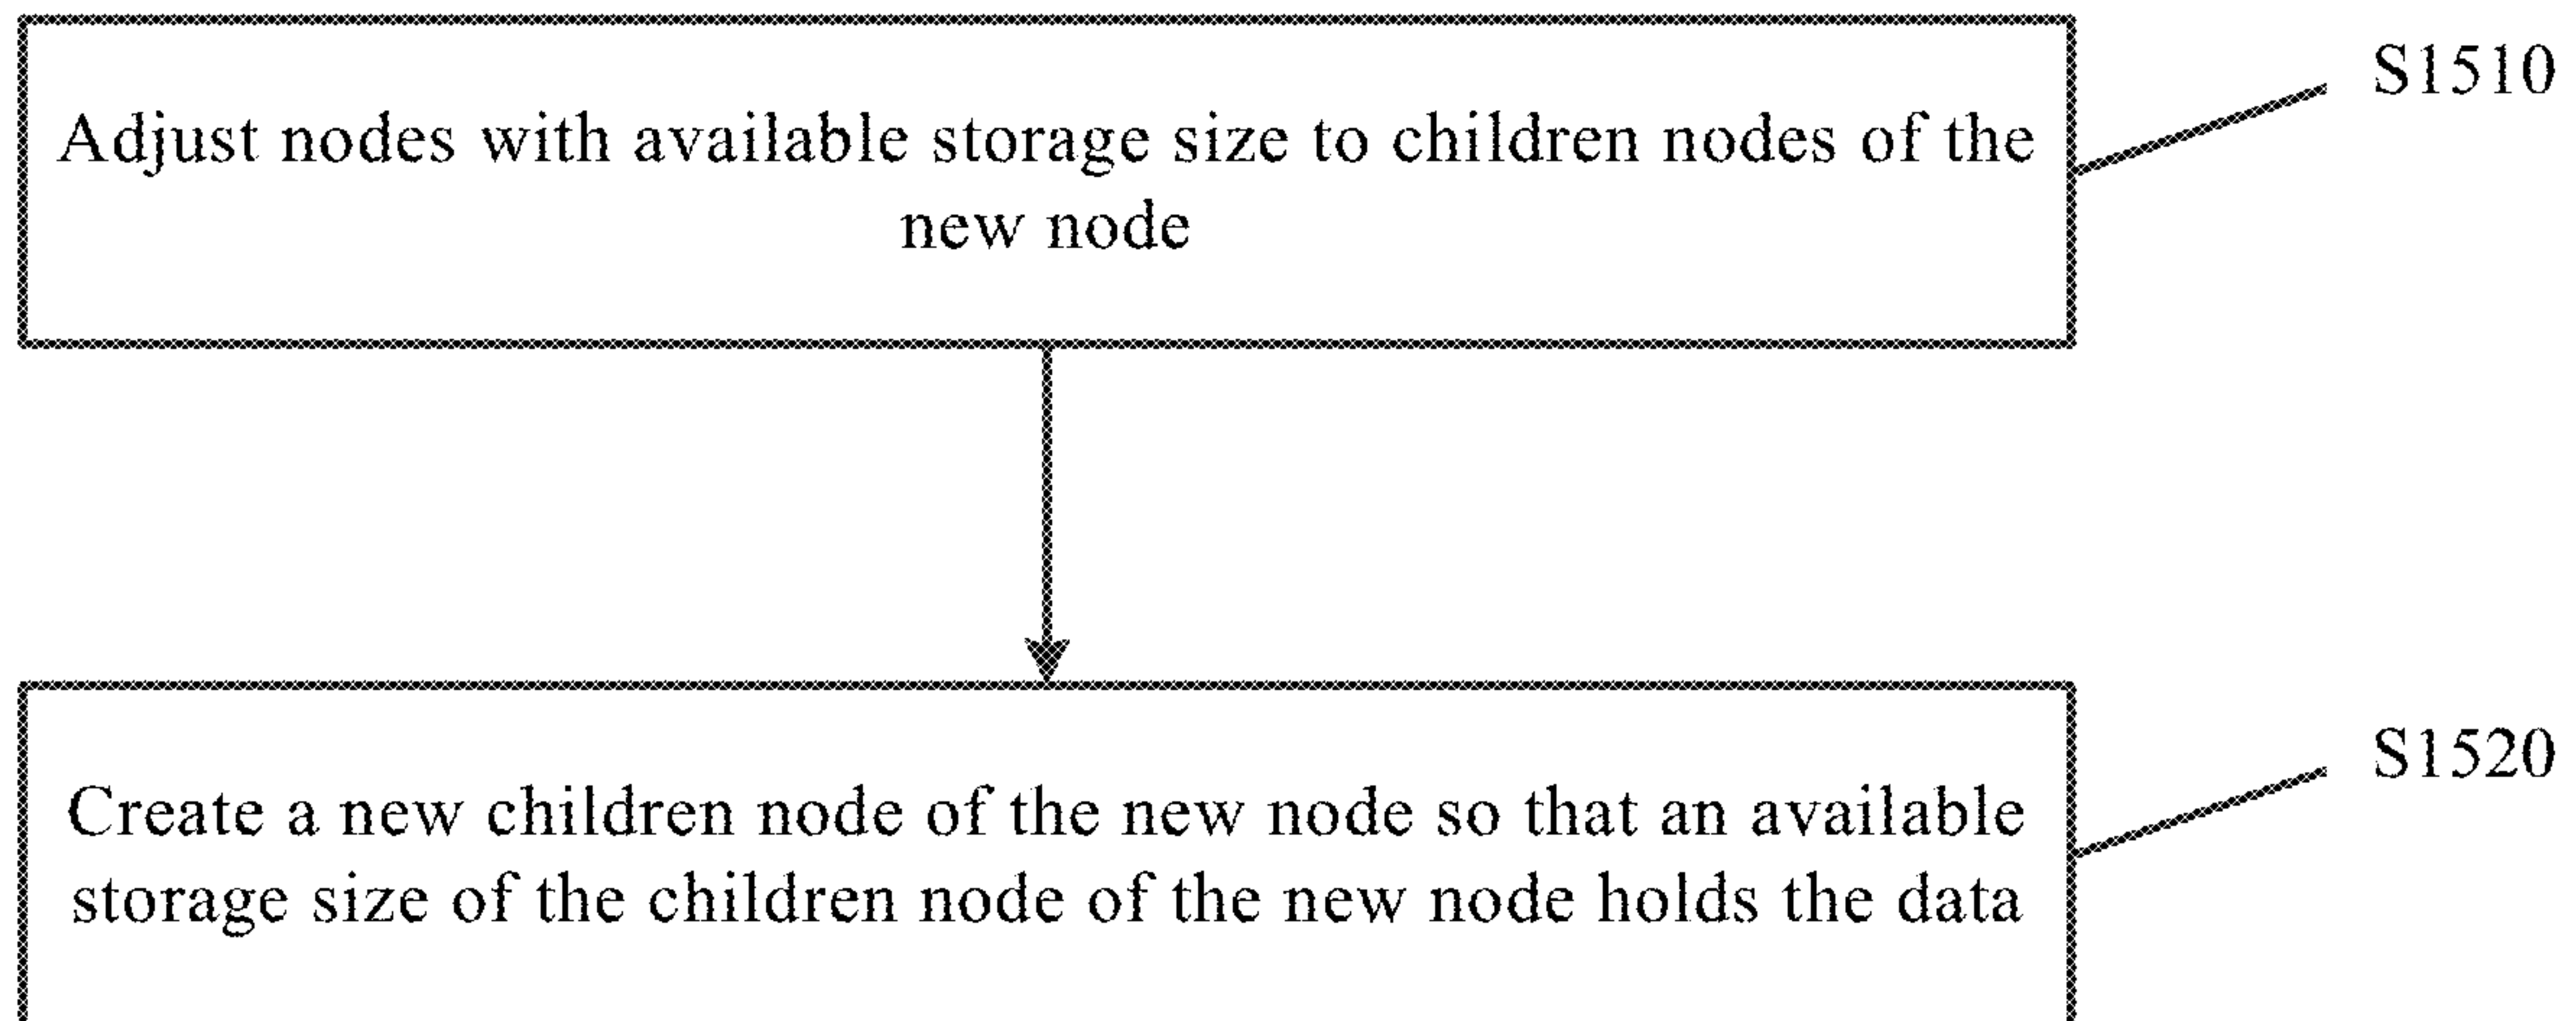 S1510
Adjust nodes with available storage size to children nodes of the
new node
S1520
Create a new children node of the new node so that an available
storage size of the children node of the new node holds the data